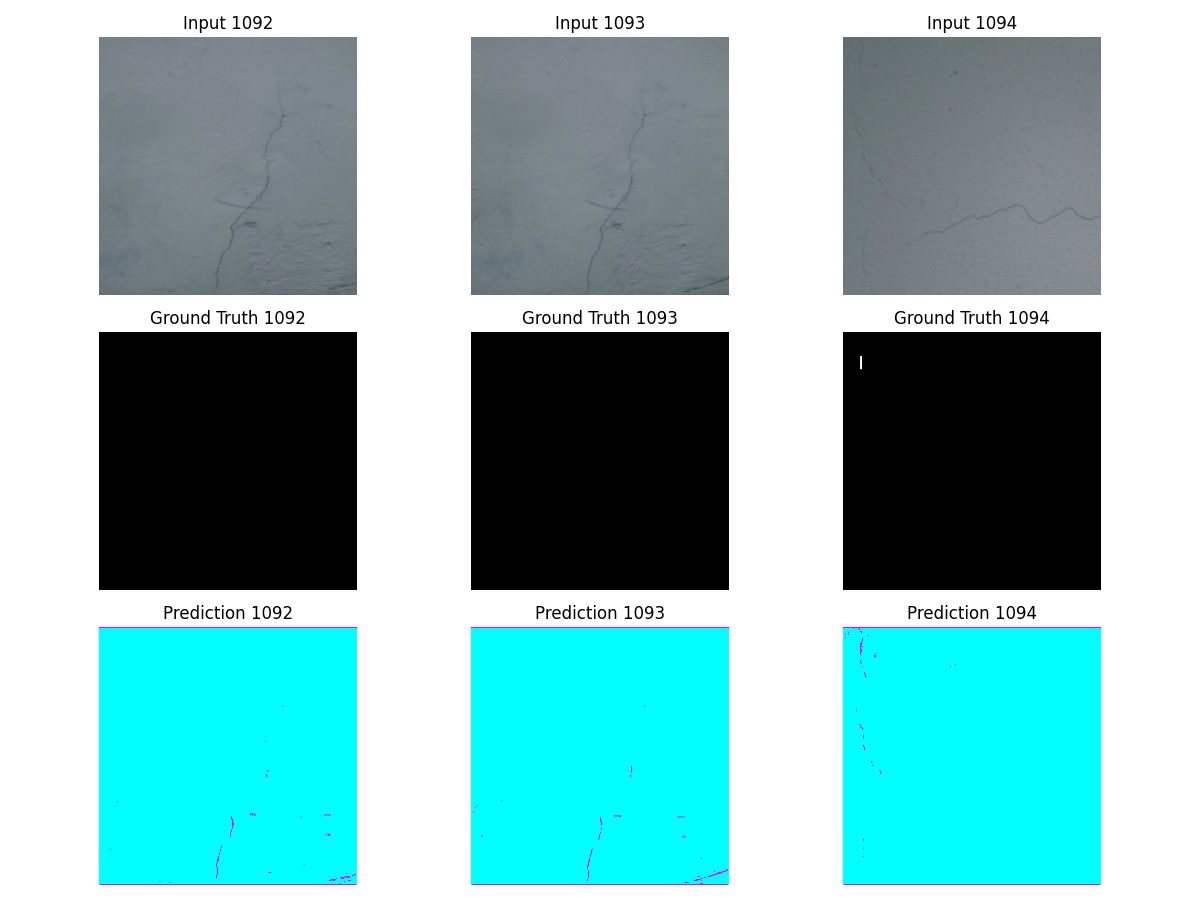 Input 1092
Input 1093
Input 1094
Ground Truth 1092
Ground Truth 1093
Ground Truth 1094
Prediction 1092
Prediction 1093
Prediction 1094